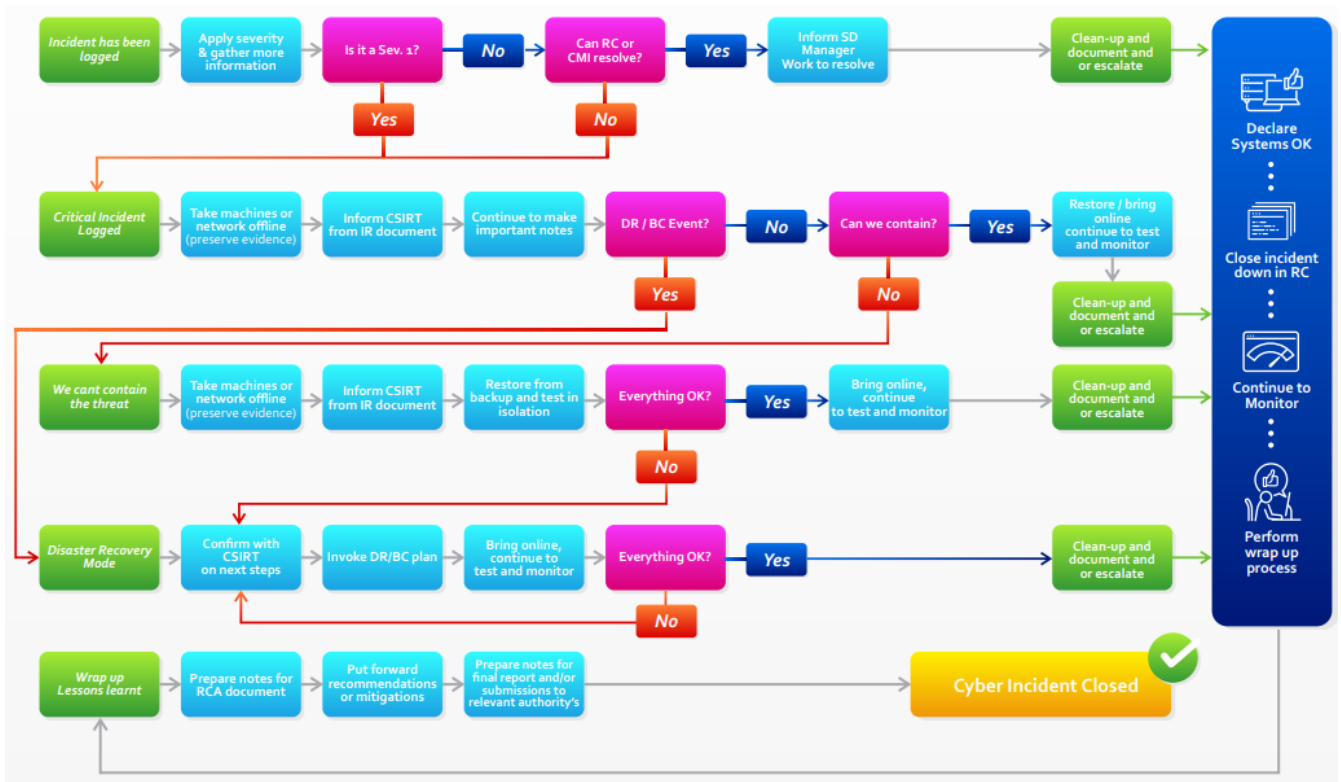 Incident has been
logged
Apply severity
& gather more
information
Is it a Sev. 1?
No
Can RC or
CMI resolve?
Yes
Inform SD
Manager
Work to resolve
Clean-up and
document and
or escalate
Yes
No
Critical Incident
Logged
Take machines or
network offline
(preserve evidence)
Inform CSIRT
from IR document
Continue to make
important notes
DR / BC Event?
No
Can we contain?
Yes
Restore / bring
online
continue to test
and monitor
Yes
No
Clean-up and
document and
or escalate
We cant contain
the threat
Take machines or
network offline
(preserve evidence)
Inform CSIRT
from IR document
Restore from
backup and test in
isolation
Everything OK?
Yes
Bring online,
continue
to test and monitor
Clean-up and
document and
or escalate
No
Disaster Recovery
Mode
Confirm with
CSIRT
on next steps
Invoke DR/BC plan
Bring online,
continue to
test and monitor
Everything OK?
Yes
Clean-up and
document and
or escalate
No
Declare
Systems OK
Close incident
down in RC
Continue to
Monitor
Perform
wrap up
process
Wrap up
Lessons learnt
Prepare notes for
RCA document
Put forward
recommendations
or mitigations
Prepare notes for
final report and/or
submissions to
relevant authority's
Cyber Incident Closed